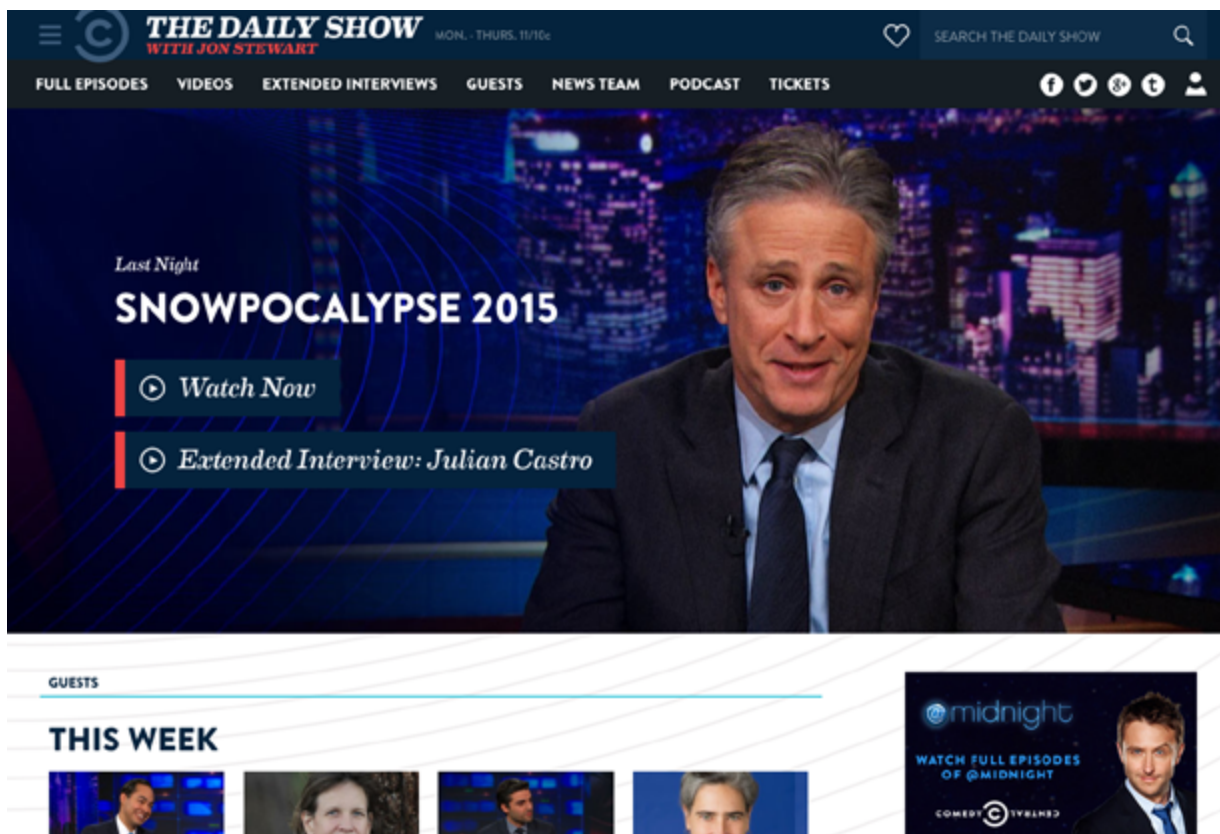 THE DAILY SHOW
WITH JON STEWART
MON. - THURS. 11/10c
SEARCH THE DAILY SHOW
FULL EPISODES VIDEOS EXTENDED INTERVIEWS GUESTS NEWS TEAM PODCAST TICKETS
Last Night
SNOWPOCALYPSE 2015
Watch Now
Extended Interview: Julian Castro
GUESTS
THIS WEEK
@midnight
WATCH FULL EPISODES
OF @MIDNIGHT
COMEDY CENTRAL